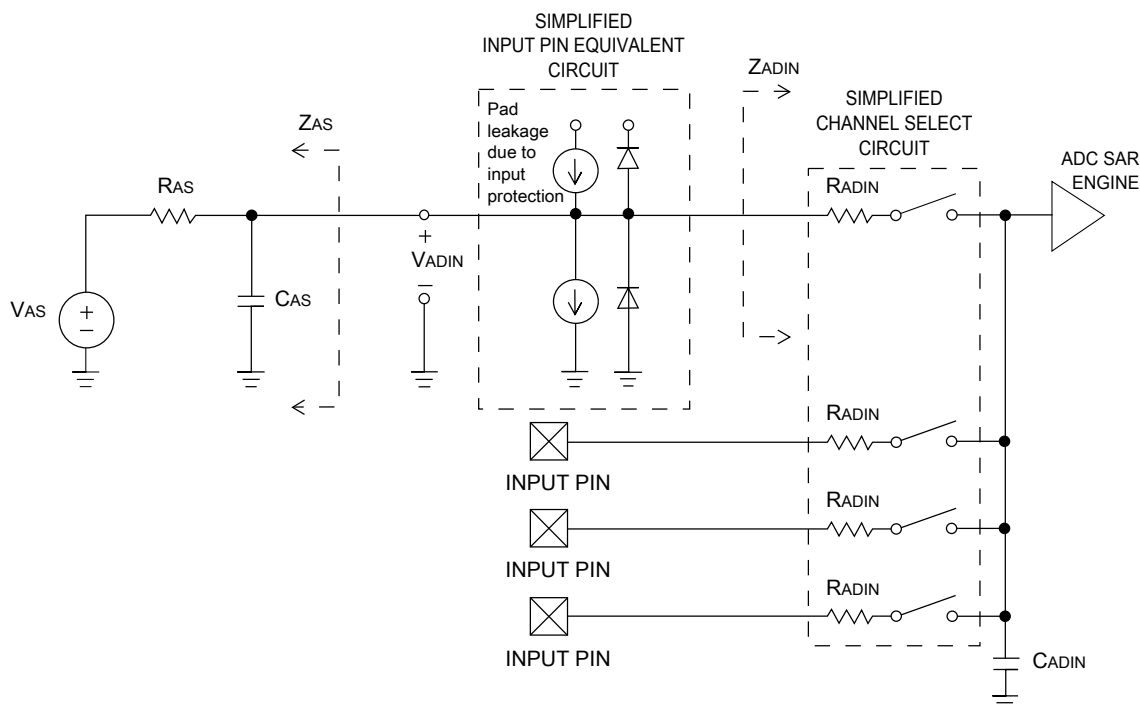 SIMPLIFIED
INPUT PIN EQUIVALENT
CIRCUIT
Pad
leakage
due to
input
protection
ZAS
RAS
ZADIN
SIMPLIFIED
CHANNEL SELECT
CIRCUIT
RADIN
ADC SAR
ENGINE
+
VADIN
–
VAS
+
–
CAS
RADIN
INPUT PIN
RADIN
INPUT PIN
RADIN
INPUT PIN
CADIN